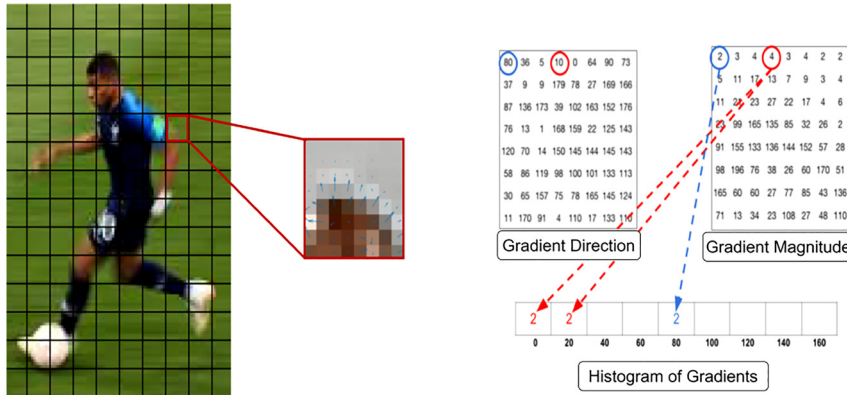 80 36 5 10 0 64 90 73
37 9 9 179 78 27 169 166
87 136 173 39 102 163 152 176
76 13 1 168 159 22 125 143
120 70 14 150 145 144 145 143
58 86 119 98 100 101 133 113
30 65 157 75 78 165 145 124
11 170 91 4 110 17 133 110
Gradient Direction
2 3 4 4 3 4 2 2
5 11 17 13 7 9 3 4
11 21 23 27 22 17 4 6
23 99 165 135 85 32 26 2
91 155 133 136 144 152 57 28
98 196 76 38 26 60 170 51
165 60 60 27 77 85 43 136
71 13 34 23 108 27 48 110
Gradient Magnitude
2 2 2
0 20 40 60 80 100 120 140 160
Histogram of Gradients